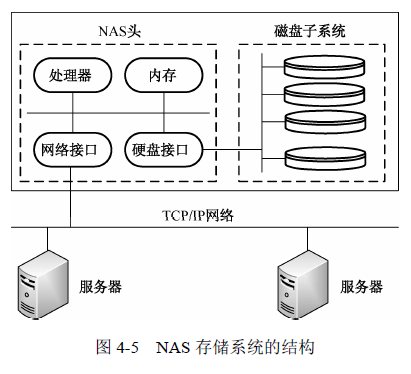 NAS头
磁盘子系统
处理器
内存
网络接口
硬盘接口
TCP/IP网络
服务器
服务器
图 4-5 NAS 存储系统的结构